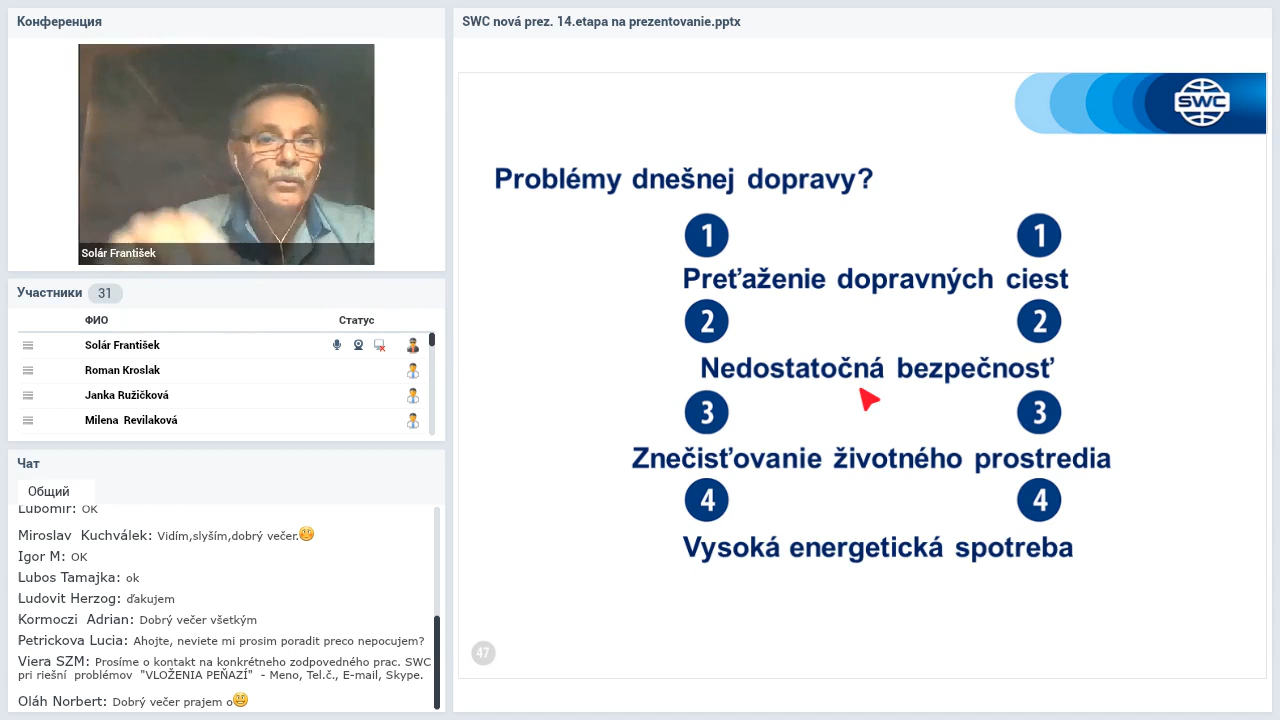 Конференция
Solár František
Участники 31
ФИО Статус
Solár František
Roman Kroslak
Janka Ružičková
Milena Revilaková
Чат
Общий
Lubomir: OK
Miroslav Kuchválek: Vidím,slyším,dobrý večer.
Igor M: OK
Lubos Tamajka: ok
Ludovit Herzog: ďakujem
Kormoczi Adrian: Dobrý večer všetkým
Petrickova Lucia: Ahojte, neviete mi prosim poradit preco nepocujem?
Viera SZM: Prosíme o kontakt na konkrétneho zodpovedného prac. SWC
pri riešní problémov "VLOŽENIA PEŇAZÍ" - Meno, Tel.č., E-mail, Skype.
Oláh Norbert: Dobrý večer prajem o
SWC nová prez. 14.etapa na prezentovanie.pptx
SWC
Problémy dnešnej dopravy?
1 1
Preťaženie dopravných ciest
2 2
Nedostatočná bezpečnosť
3 3
Znečisťovanie životného prostredia
4 4
Vysoká energetická spotreba
47